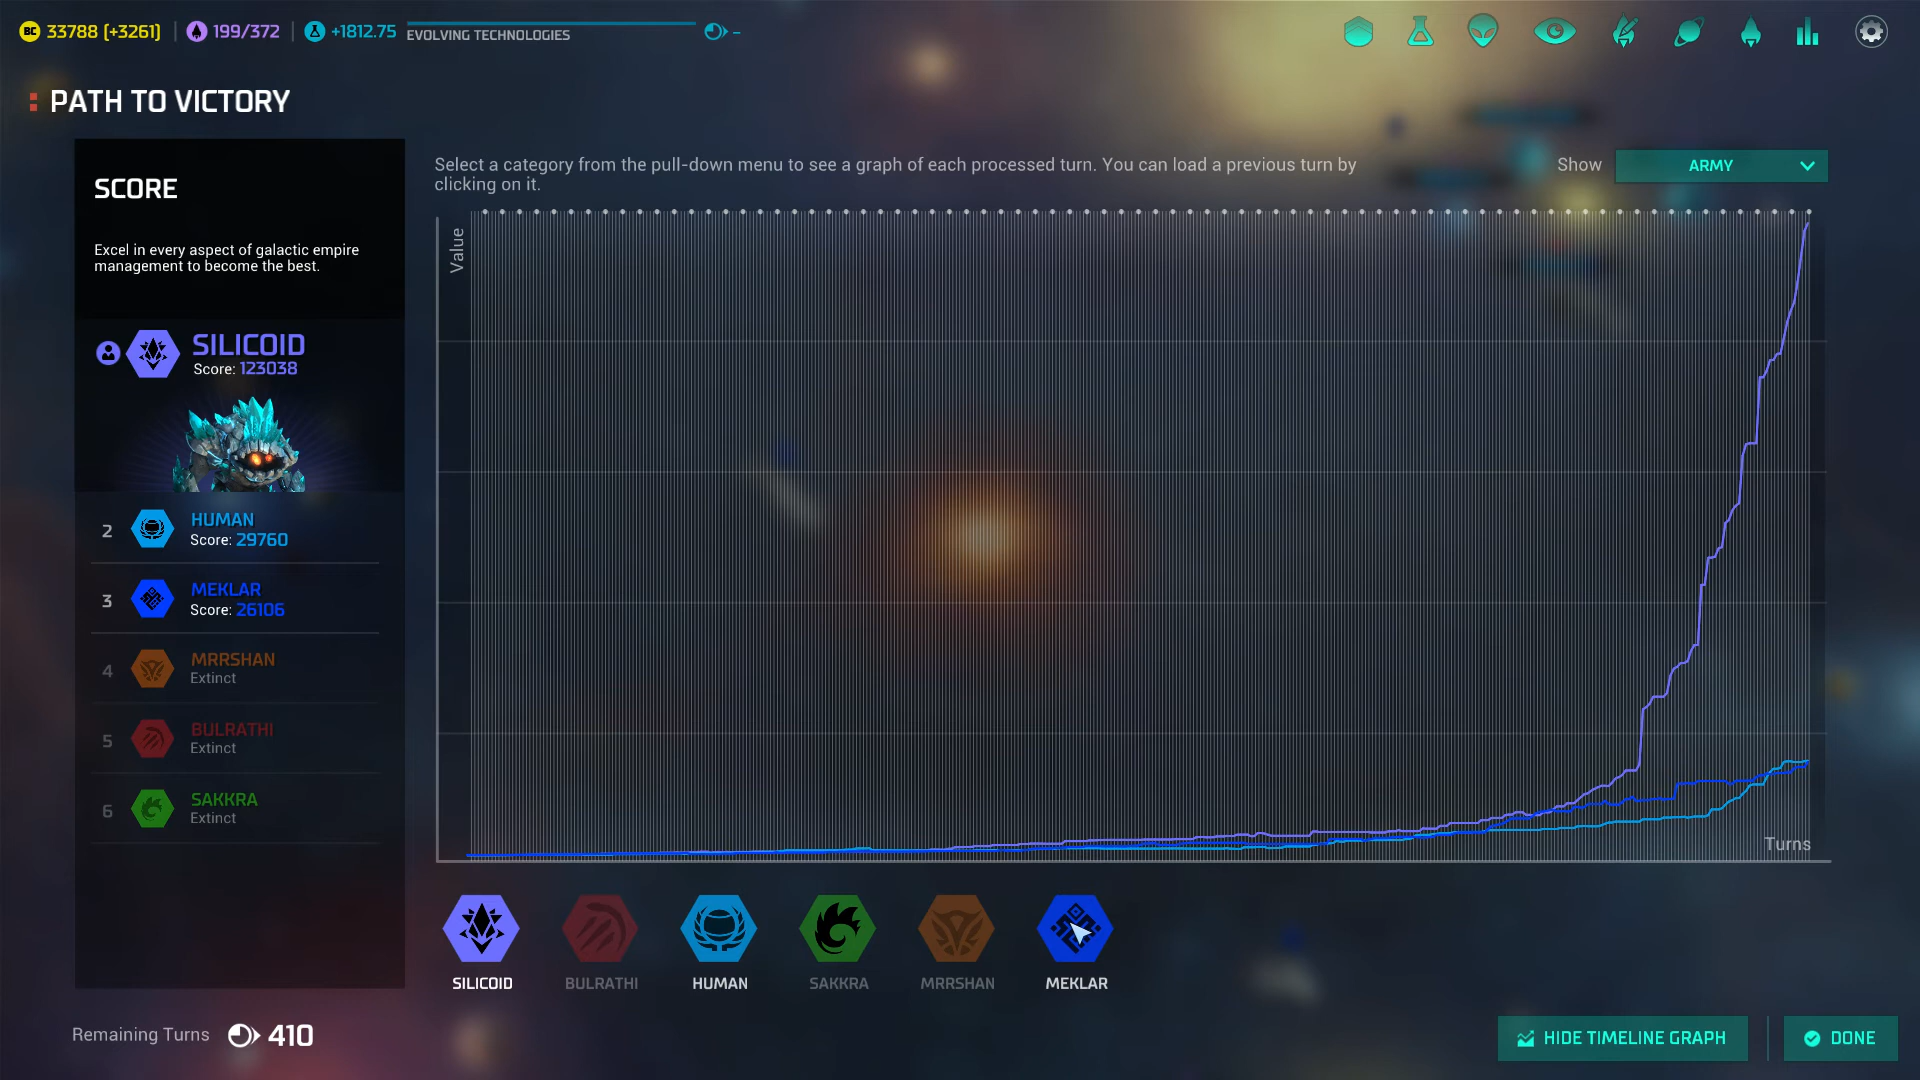 BC 33788 [+3261] 199/372 +1812.75 EVOLVING TECHNOLOGIES –
PATH TO VICTORY
SCORE
Excel in every aspect of galactic empire
management to become the best.
SILICOID
Score: 123038
2 HUMAN
Score: 29760
3 MEKLAR
Score: 26106
4 MRRSHAN
Extinct
5 BULRATHI
Extinct
6 SAKKRA
Extinct
Select a category from the pull-down menu to see a graph of each processed turn. You can load a previous turn by
clicking on it.
Show ARMY
Value
Turns
SILICOID BULRATHI HUMAN SAKKRA MRRSHAN MEKLAR
Remaining Turns 410
HIDE TIMELINE GRAPH DONE